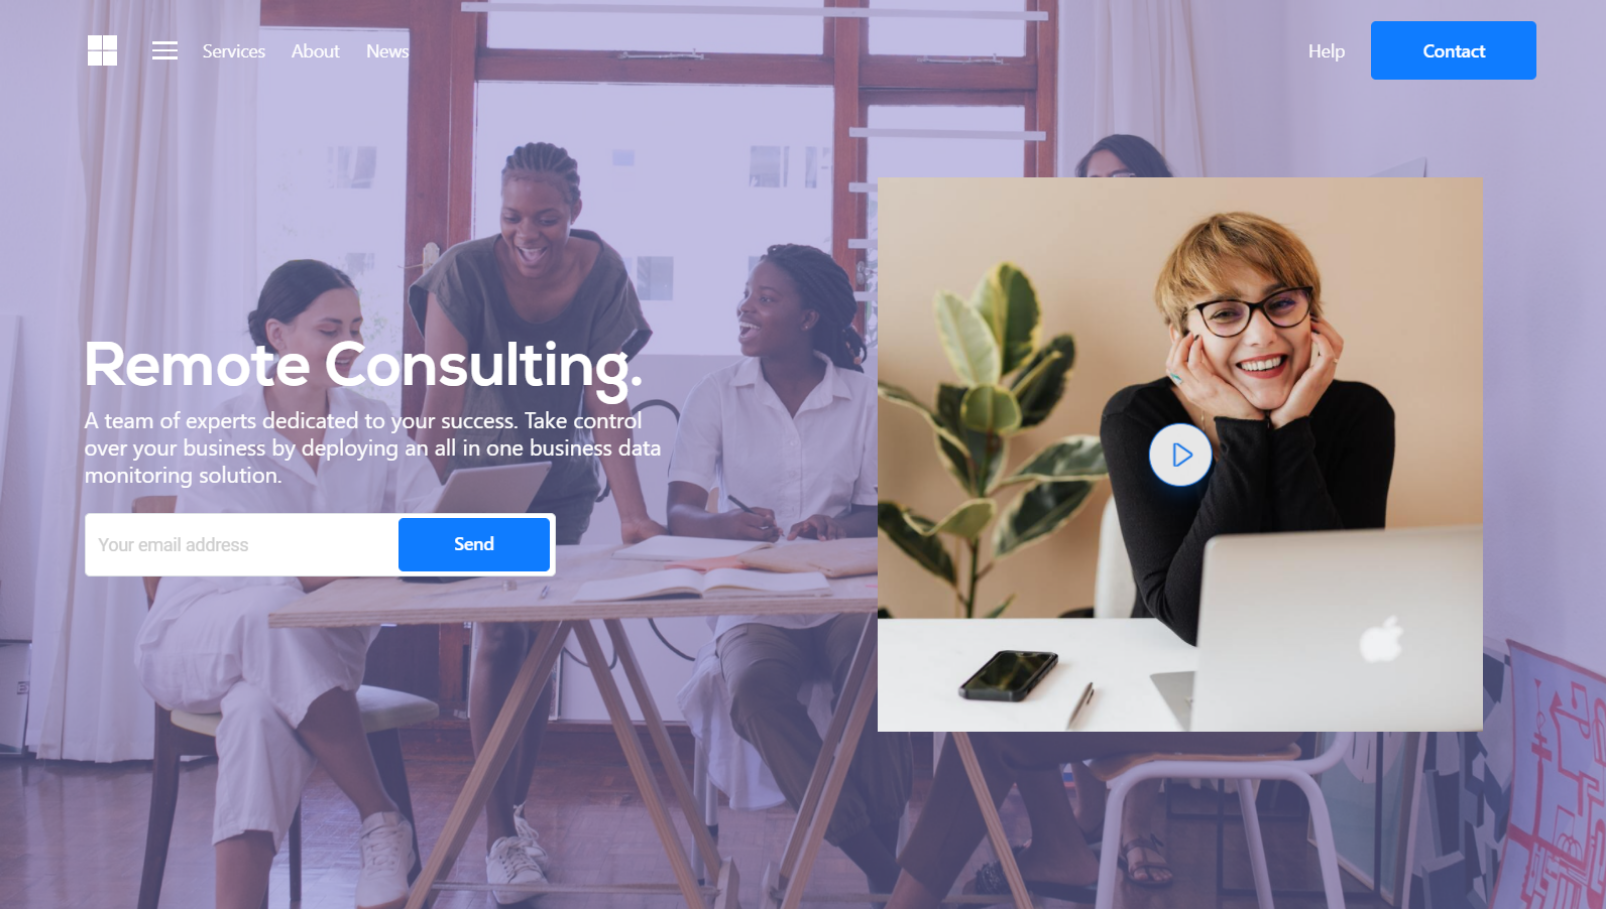 Services About News Help Contact
Remote Consulting.
A team of experts dedicated to your success. Take control
over your business by deploying an all in one business data
monitoring solution.
Your email address Send